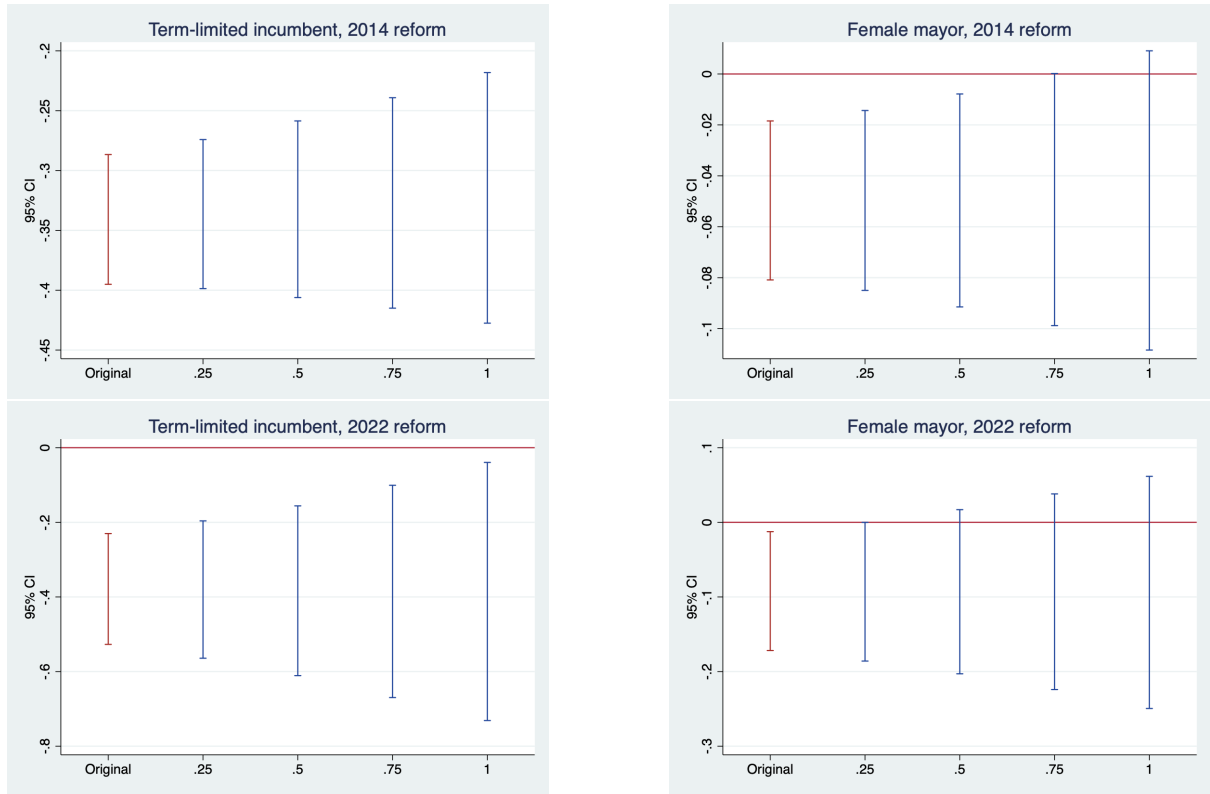 Term-limited incumbent, 2014 reform
95% CI
-.2
-.25
-.3
-.35
-.4
-.45
Original .25 .5 .75 1
Female mayor, 2014 reform
95% CI
0
-.02
-.04
-.06
-.08
-.1
Original .25 .5 .75 1
Term-limited incumbent, 2022 reform
95% CI
0
-.2
-.4
-.6
-.8
Original .25 .5 .75 1
Female mayor, 2022 reform
95% CI
.1
0
-.1
-.2
-.3
Original .25 .5 .75 1